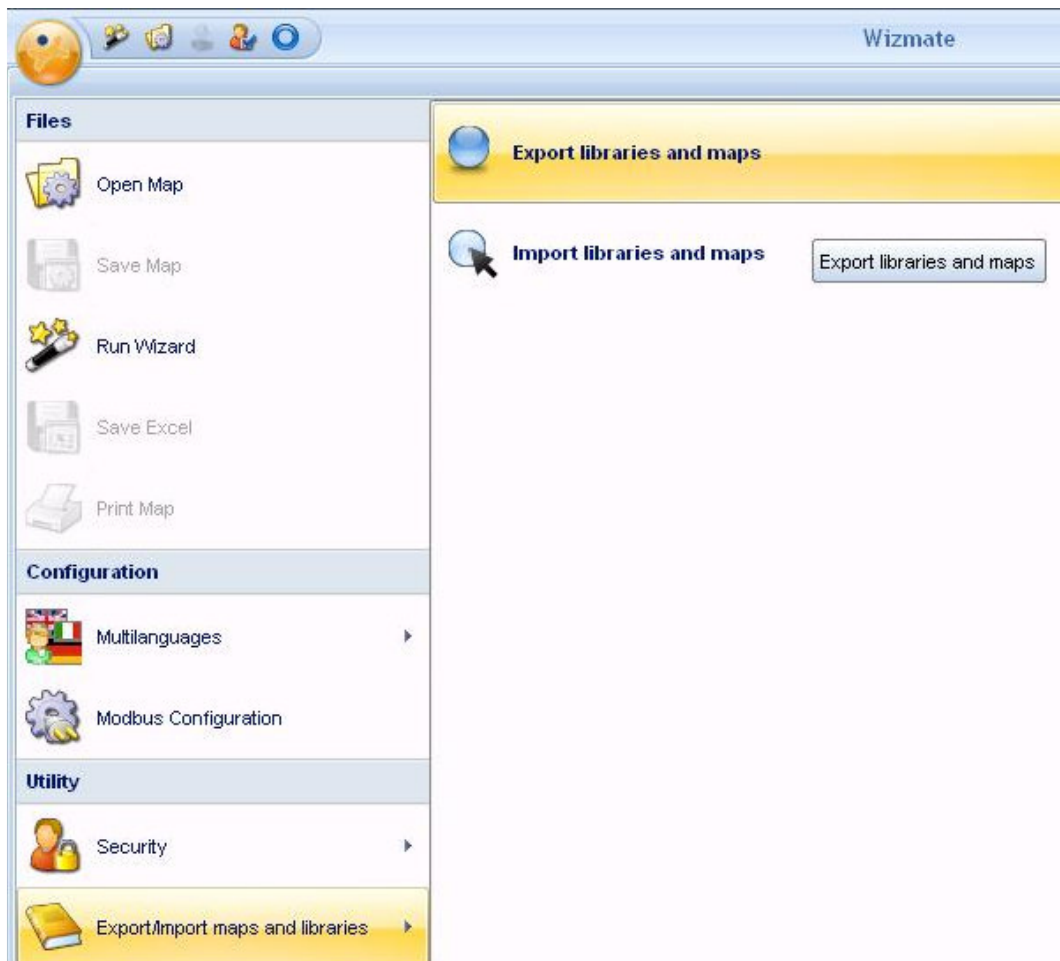 Wizmate
Files
Open Map
Save Map
Run Wizard
Save Excel
Print Map
Configuration
Multilanguages
Modbus Configuration
Utility
Security
Export/Import maps and libraries
Export libraries and maps
Import libraries and maps
Export libraries and maps